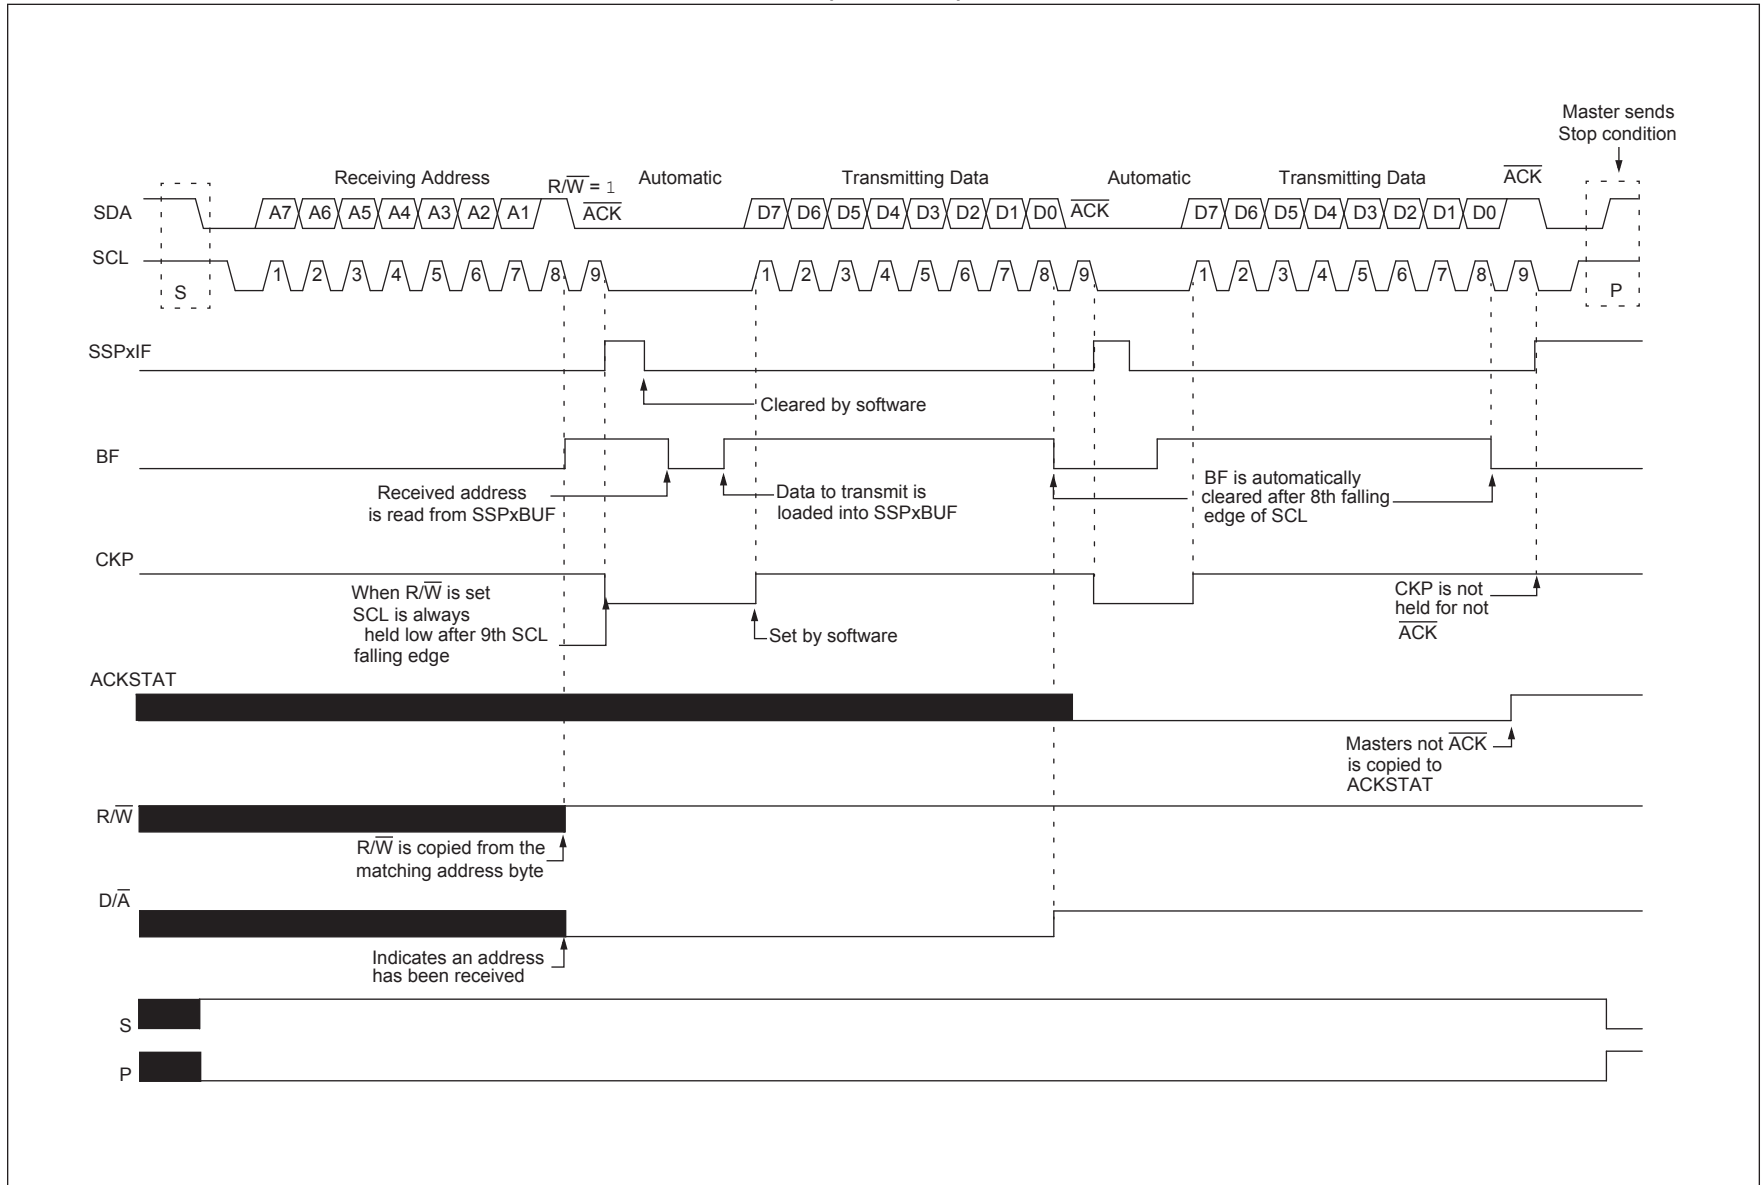 Master sends
Stop condition
Receiving Address
R/W̅ = 1
Automatic
Transmitting Data
Automatic
Transmitting Data
A̅C̅K̅
SDA
A7 A6 A5 A4 A3 A2 A1
A̅C̅K̅
D7 D6 D5 D4 D3 D2 D1 D0
A̅C̅K̅
D7 D6 D5 D4 D3 D2 D1 D0
SCL
1 2 3 4 5 6 7 8 9
1 2 3 4 5 6 7 8 9
1 2 3 4 5 6 7 8 9
S
P
SSPxIF
Cleared by software
BF
Received address
is read from SSPxBUF
Data to transmit is
loaded into SSPxBUF
BF is automatically
cleared after 8th falling
edge of SCL
CKP
When R/W̅ is set
SCL is always
held low after 9th SCL
falling edge
Set by software
CKP is not
held for not
A̅C̅K̅
ACKSTAT
Masters not A̅C̅K̅
is copied to
ACKSTAT
R/W̅
R/W̅ is copied from the
matching address byte
D/A̅
Indicates an address
has been received
S
P